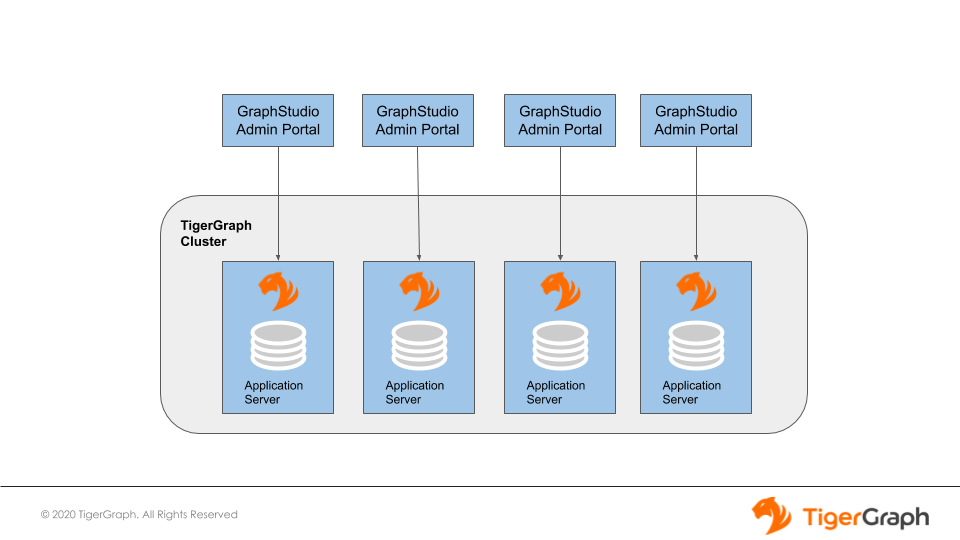 GraphStudio
Admin Portal
GraphStudio
Admin Portal
GraphStudio
Admin Portal
GraphStudio
Admin Portal
TigerGraph
Cluster
Application
Server
Application
Server
Application
Server
Application
Server
© 2020 TigerGraph. All Rights Reserved
TigerGraph